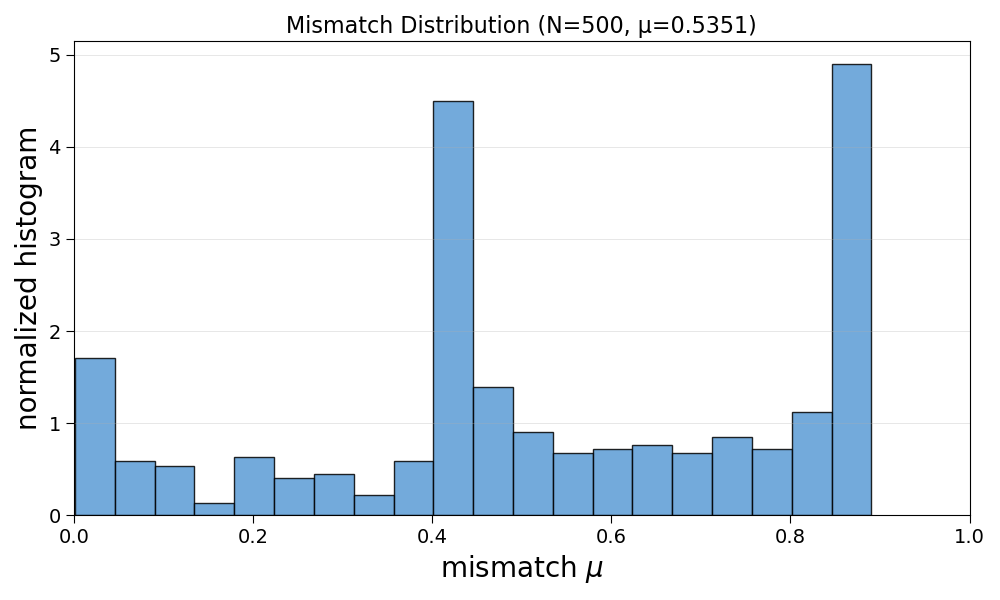 Mismatch Distribution (N=500, μ=0.5351)
normalized histogram
5
4
3
2
1
0
0.0 0.2 0.4 0.6 0.8 1.0
mismatch μ